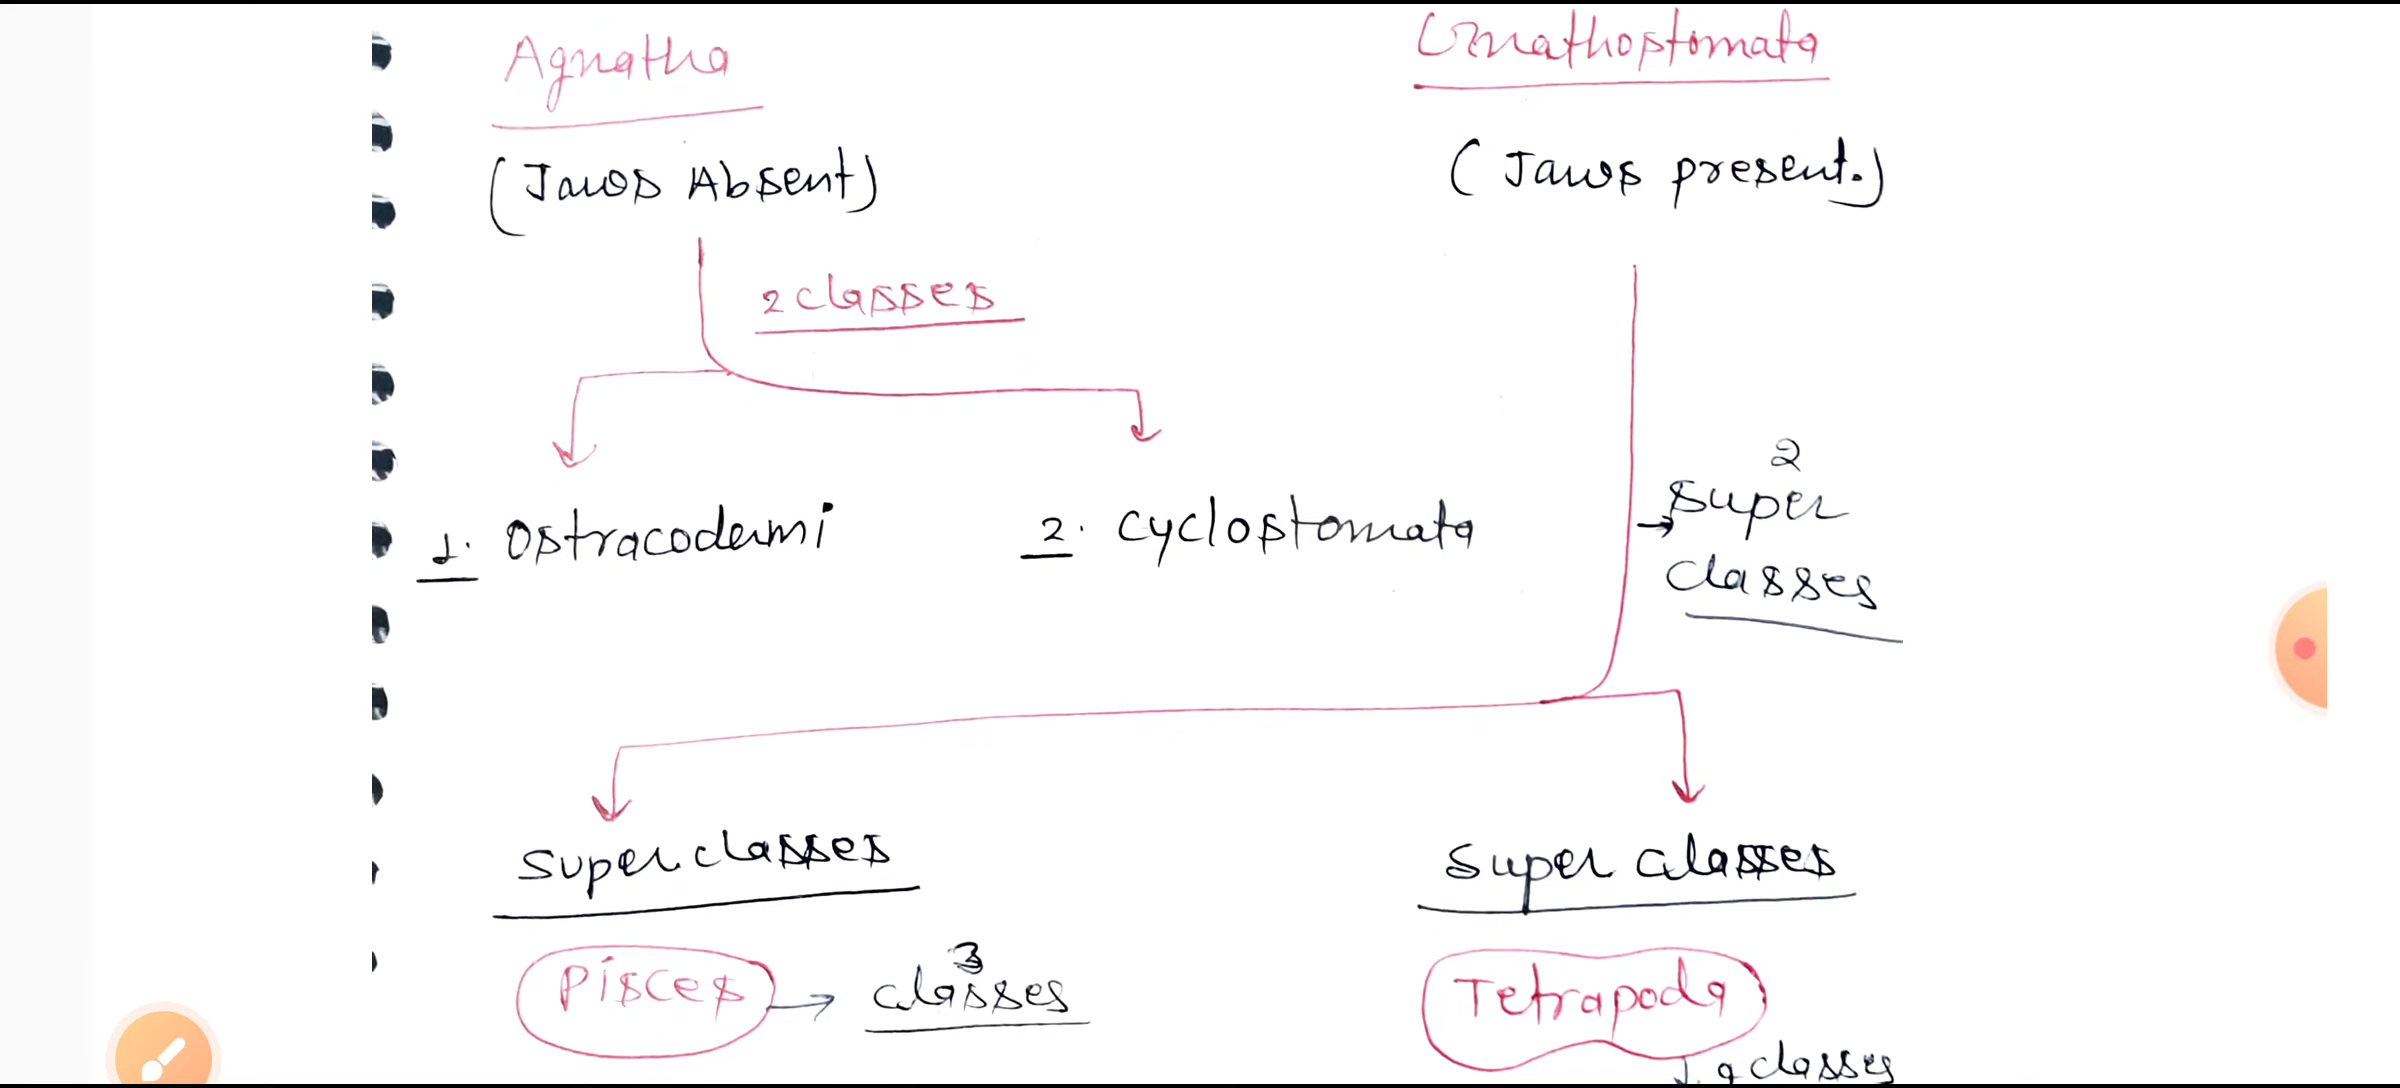 Agnatha
Gnathostomata
(Jaws Absent)
(Jaws present.)
2 classes
2
super
classes
1. Ostracodermi
2. Cyclostomata
Super classes
Super classes
Pisces → 3 classes
Tetrapoda
classes